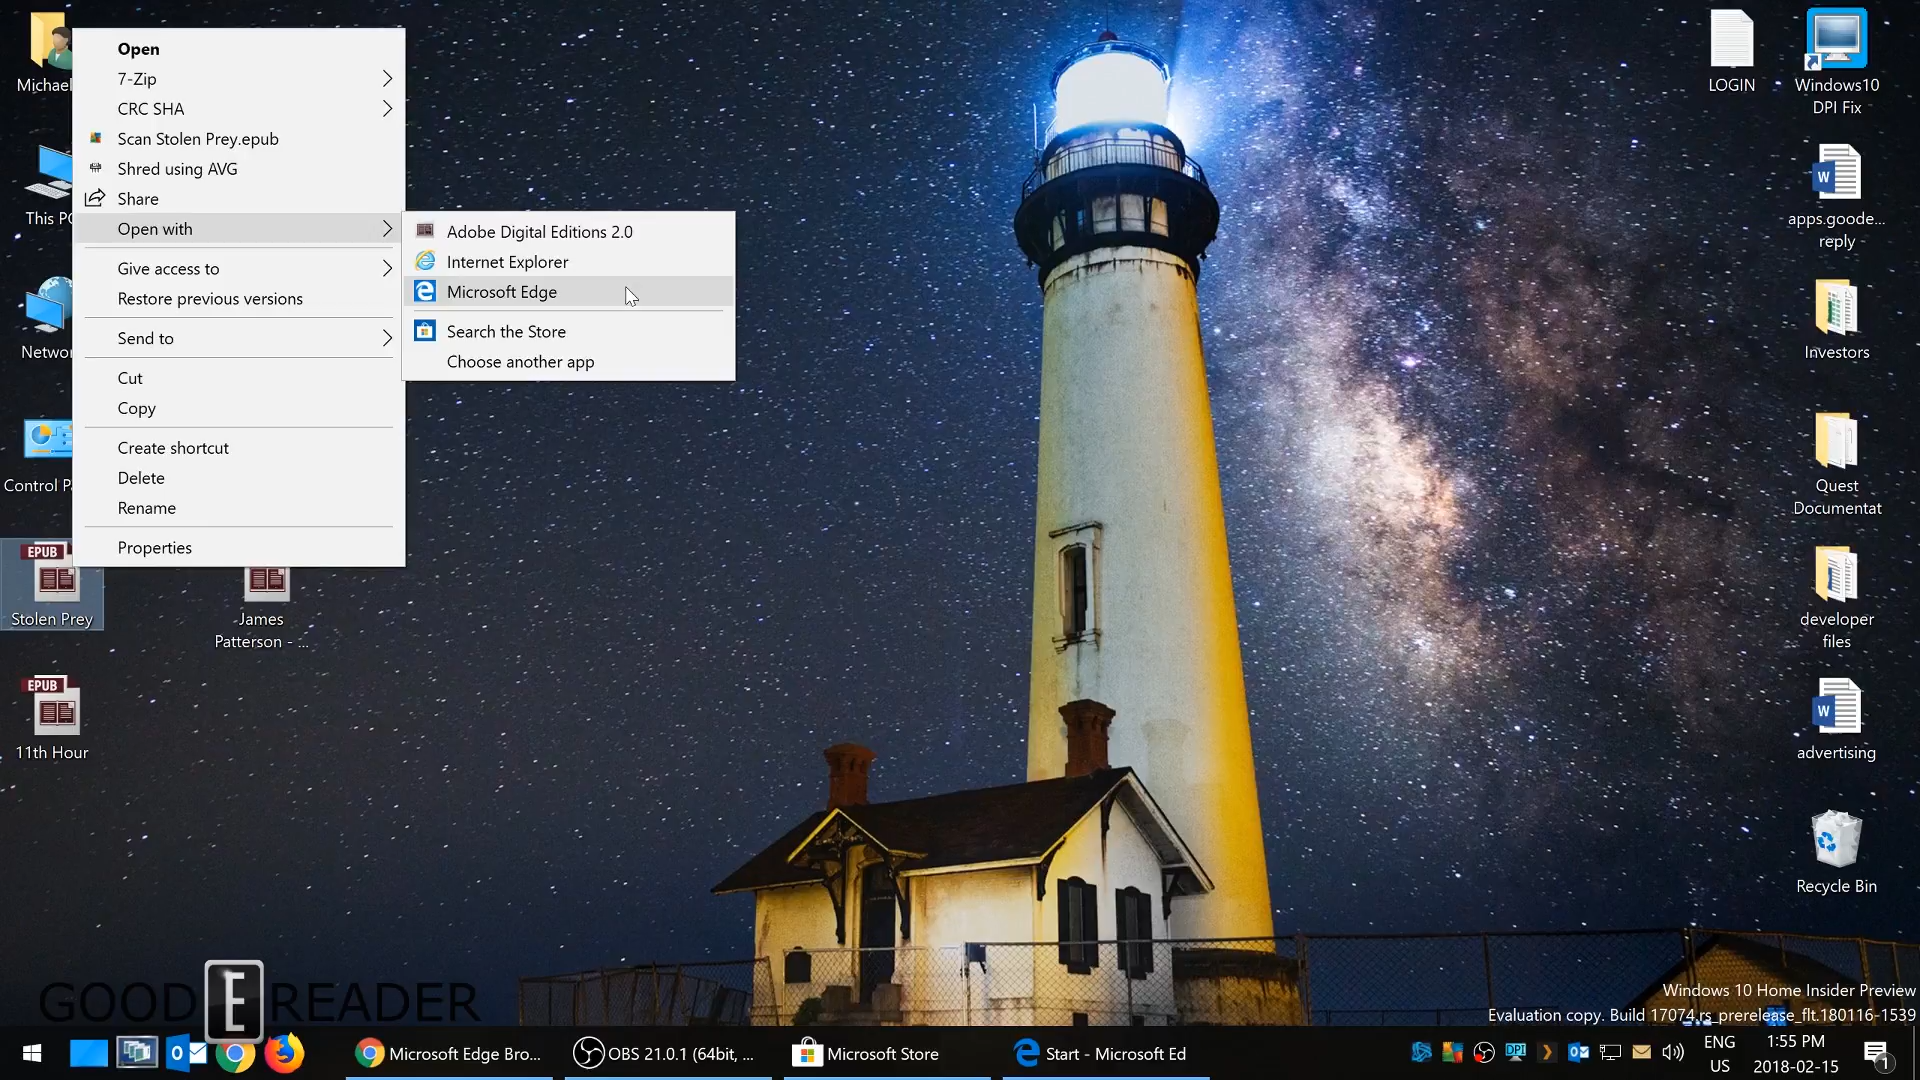 Michael
This PC
Networ
Control Pa
EPUB
Stolen Prey
EPUB
11th Hour
James
Patterson - ...
Open
7-Zip
CRC SHA
Scan Stolen Prey.epub
Shred using AVG
Share
Open with
Give access to
Restore previous versions
Send to
Cut
Copy
Create shortcut
Delete
Rename
Properties
Adobe Digital Editions 2.0
Internet Explorer
Microsoft Edge
Search the Store
Choose another app
LOGIN
Windows10
DPI Fix
apps.goode...
reply
Investors
Quest
Documentat
developer
files
advertising
Recycle Bin
GOOD E READER
Windows 10 Home Insider Preview
Evaluation copy. Build 17074.rs_prerelease_flt.180116-1539
Microsoft Edge Bro...
OBS 21.0.1 (64bit, ...
Microsoft Store
Start - Microsoft Ed
DPI
ENG
US
1:55 PM
2018-02-15
1